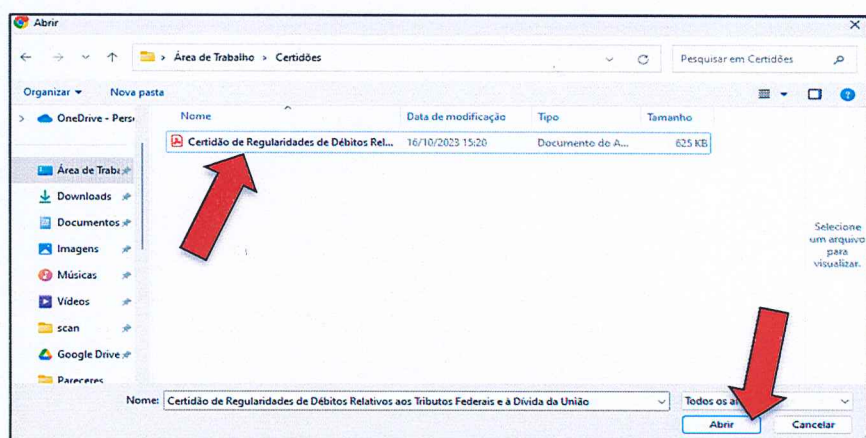 Abrir
Área de Trabalho > Certidões
Pesquisar em Certidões
Organizar
Nova pasta
Nome
Data de modificação
Tipo
Tamanho
OneDrive - Pers
Certidão de Regularidades de Débitos Rel...
16/10/2023 15:20
Documento do A...
625 KB
Área de Traba
Downloads
Documentos
Imagens
Músicas
Vídeos
scan
Google Drive
Pareceres
Selecione
um arquivo
para
visualizar.
Nome:
Certidão de Regularidades de Débitos Relativos aos Tributos Federais e à Dívida da União
Todos os
Abrir
Cancelar